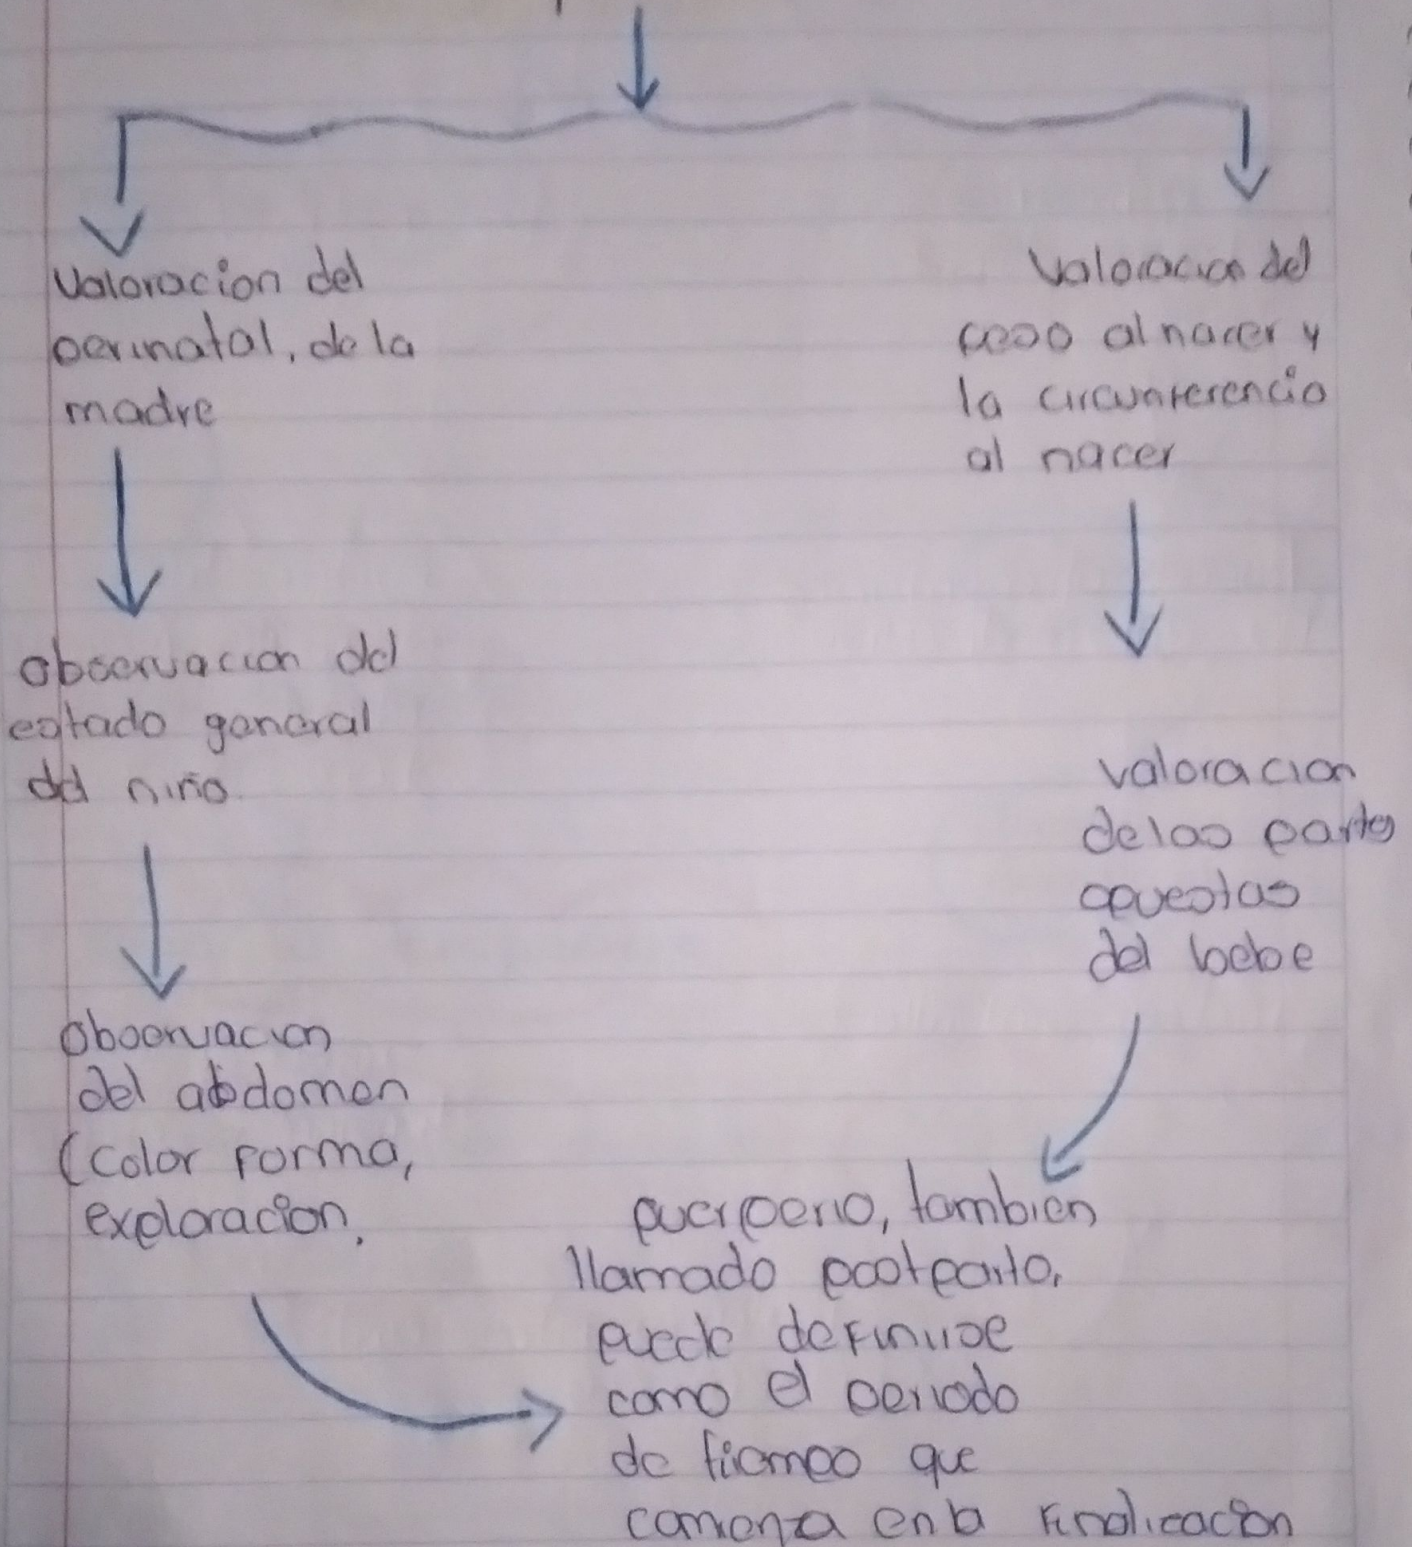 Valoracion del
perinatal, de la
madre
observacion del
estado general
del niño
Observacion
del abdomen
(color forma,
exploracion,
Valoracion del
peso al nacer y
la circunferencia
al nacer
valoracion
de las partes
opuestas
del bebe
puerperio, tambien
llamado postparto,
puede definirse
como el periodo
de tiempo que
comienza en la finalizacion